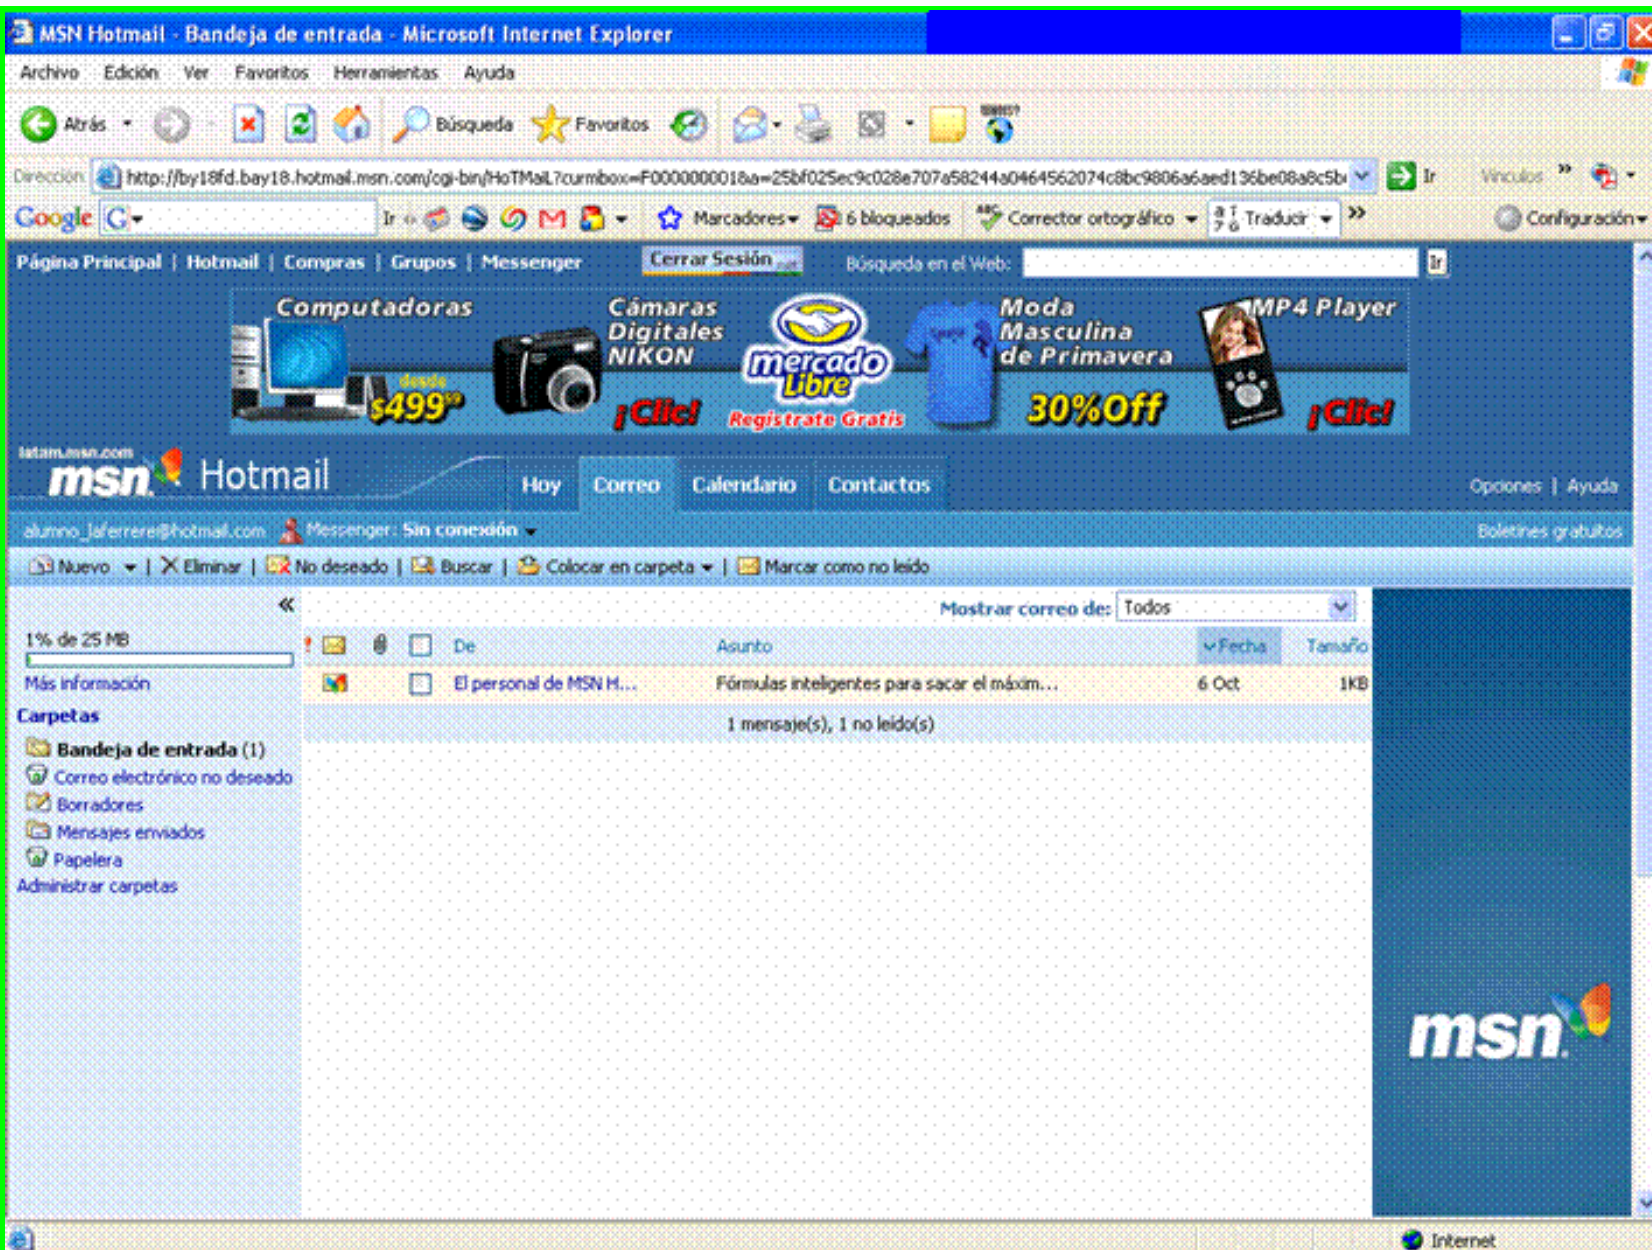 MSN Hotmail - Bandeja de entrada - Microsoft Internet Explorer
Archivo Edición Ver Favoritos Herramientas Ayuda
Atrás Búsqueda Favoritos
Dirección http://by18fd.bay18.hotmail.msn.com/cgi-bin/HoTMaiL?curmbox=F000000001&a=25bf025ec9c028e707a58244a0464562074c8bc9806a6aed136be08a8c5b Ir Vínculos »
Google G Ir Marcadores 6 bloqueados Corrector ortográfico Traducir » Configuración
Página Principal | Hotmail | Compras | Grupos | Messenger Cerrar Sesión .net Búsqueda en el Web: Ir
Computadoras Cámaras Moda MP4 Player
Digitales Masculina
NIKON mercado de Primavera
Libre
desde
$499⁹⁹ ¡Clic! Regístrate Gratis 30%Off ¡Clic!
latam.msn.com
msn Hotmail Hoy Correo Calendario Contactos Opciones | Ayuda
alumno_laferrere@hotmail.com Messenger: Sin conexión Boletines gratuitos
Nuevo | Eliminar | No deseado | Buscar | Colocar en carpeta | Marcar como no leído
« Mostrar correo de: Todos
1% de 25 MB ! De Asunto Fecha Tamaño
Más información El personal de MSN H... Fórmulas inteligentes para sacar el máxim... 6 Oct 1KB
Carpetas 1 mensaje(s), 1 no leído(s)
Bandeja de entrada (1)
Correo electrónico no deseado
Borradores
Mensajes enviados
Papelera
Administrar carpetas
msn
Internet